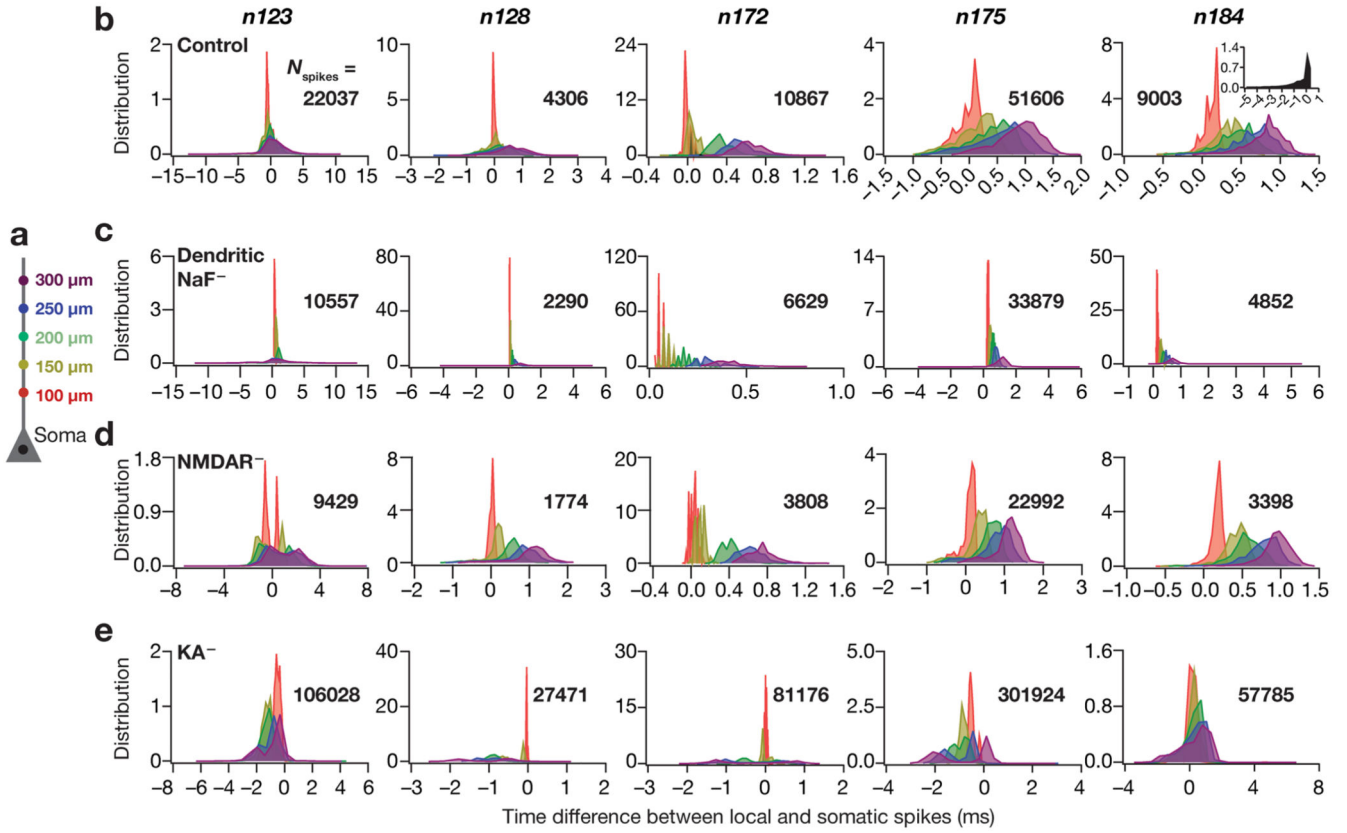 n123 n128 n172 n175 n184
b
Control
Distribution
2 1 0
N spikes =
22037
−15 −10 −5 0 5 10 15
10 5 0
4306
−3 −2 −1 0 1 2 3 4
24 12 0
10867
−0.4 0.0 0.4 0.8 1.2 1.6
4 2 0
51606
−1.5 −1.0 −0.5 0.0 0.5 1.0 1.5 2.0
8 4 0
9003
1.4 0.7 0.0
−5 −4 −3 −2 −1 0 1
−1.0 −0.5 0.0 0.5 1.0 1.5
a
300 µm
250 µm
200 µm
150 µm
100 µm
Soma
c
Dendritic
NaF−
Distribution
6 3 0
10557
−15 −10 −5 0 5 10 15
80 40 0
2290
−6 −4 −2 0 2 4 6
120 60 0
6629
0.0 0.5 1.0
14 7 0
33879
−6 −4 −2 0 2 4 6
50 25 0
4852
−1 0 1 2 3 4 5 6
d
NMDAR−
Distribution
1.8 0.9 0.0
9429
−8 −4 0 4 8
8 4 0
1774
−2 −1 0 1 2 3
20 10 0
3808
−0.4 0.0 0.4 0.8 1.2 1.6
4 2 0
22992
−2 −1 0 1 2 3
8 4 0
3398
−1.0 −0.5 0.0 0.5 1.0 1.5
e
KA−
Distribution
2 1 0
106028
−8 −6 −4 −2 0 2 4 6
40 20 0
27471
−3 −2 −1 0 1 2
30 15 0
81176
−3 −2 −1 0 1 2
5.0 2.5 0.0
301924
−4 −2 0 2 4
1.6 0.8 0.0
57785
−4 0 4 8
Time difference between local and somatic spikes (ms)